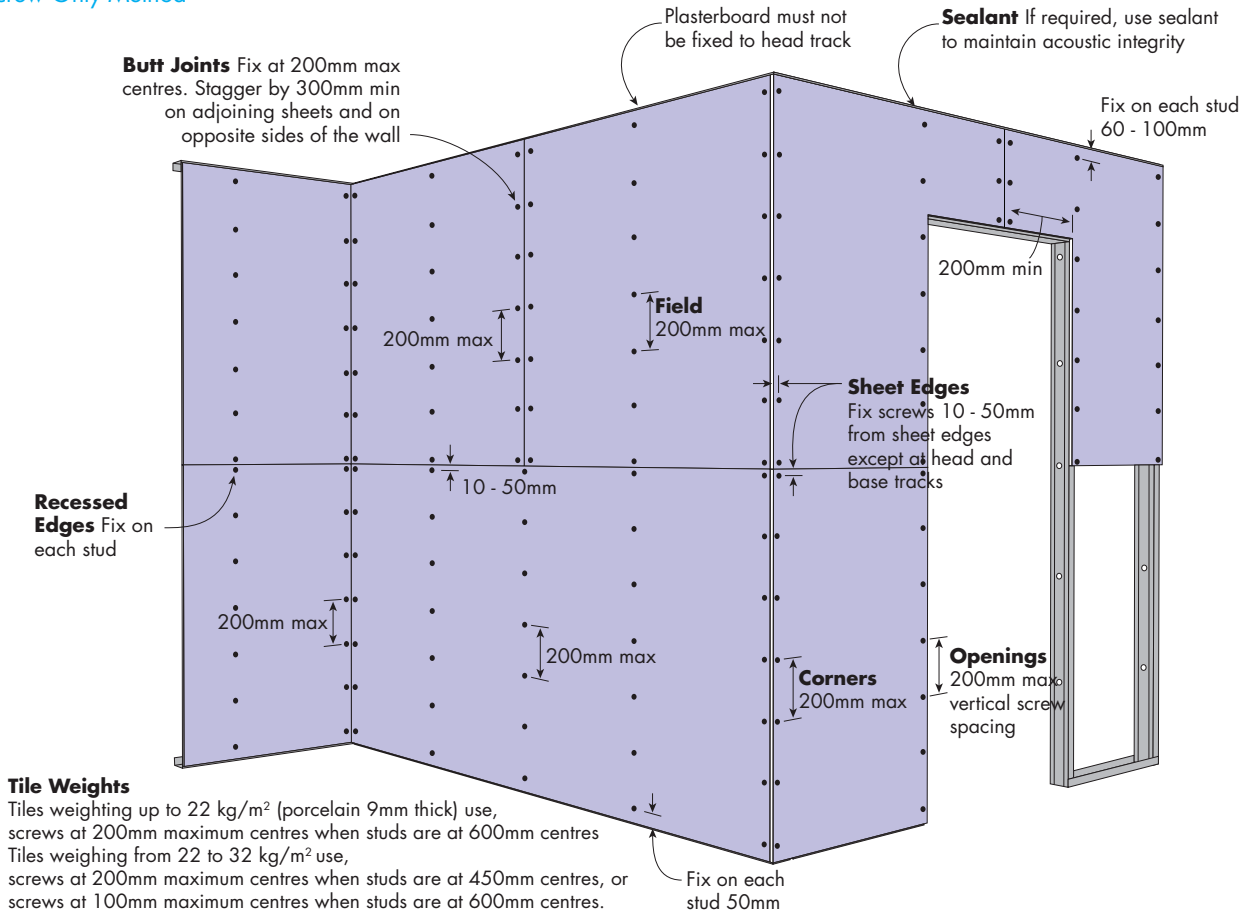 Screw Only Method
Plasterboard must not
be fixed to head track
Sealant If required, use sealant
to maintain acoustic integrity
Butt Joints Fix at 200mm max
centres. Stagger by 300mm min
on adjoining sheets and on
opposite sides of the wall
Fix on each stud
60 - 100mm
200mm min
Field
200mm max
200mm max
Sheet Edges
Fix screws 10 - 50mm
from sheet edges
except at head and
base tracks
10 - 50mm
Recessed
Edges Fix on
each stud
200mm max
200mm max
Corners
200mm max
Openings
200mm max
vertical screw
spacing
Tile Weights
Tiles weighting up to 22 kg/m² (porcelain 9mm thick) use,
screws at 200mm maximum centres when studs are at 600mm centres
Tiles weighing from 22 to 32 kg/m² use,
screws at 200mm maximum centres when studs are at 450mm centres, or
screws at 100mm maximum centres when studs are at 600mm centres.
Fix on each
stud 50mm